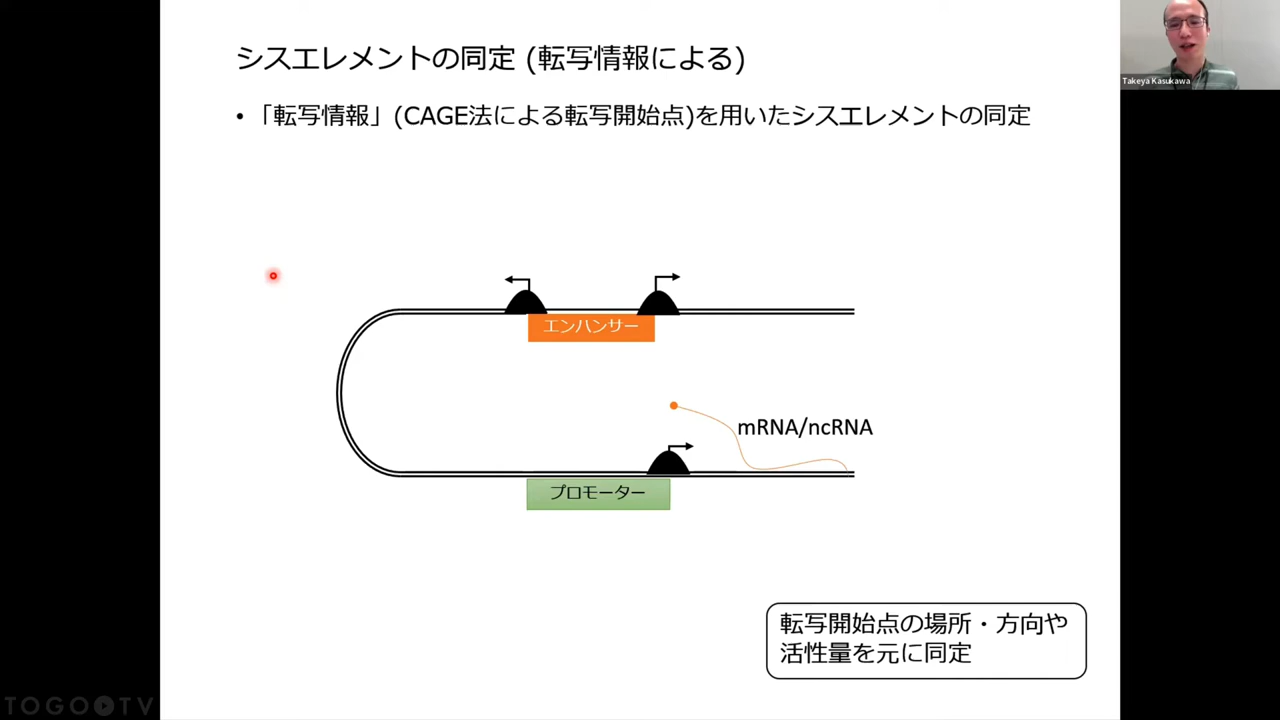 シスエレメントの同定 (転写情報による)
Takeya Kasukawa
• 「転写情報」(CAGE法による転写開始点)を用いたシスエレメントの同定
エンハンサー
mRNA/ncRNA
プロモーター
転写開始点の場所・方向や
活性量を元に同定
TOGO TV